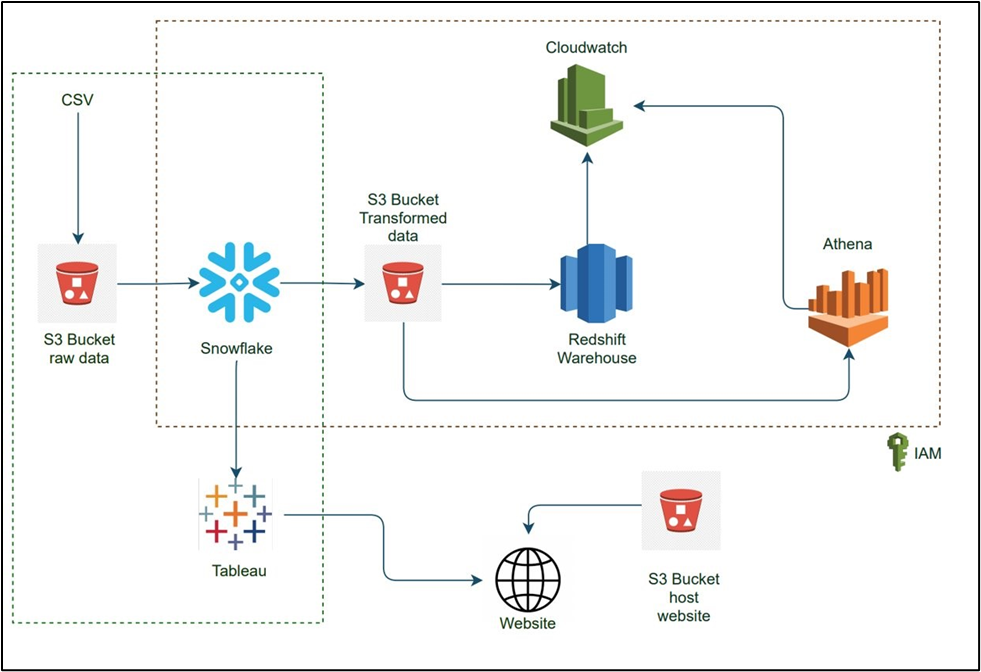 Cloudwatch
CSV
S3 Bucket
Transformed
data
Athena
S3 Bucket
raw data
Snowflake
Redshift
Warehouse
IAM
Tableau
S3 Bucket
host
website
Website